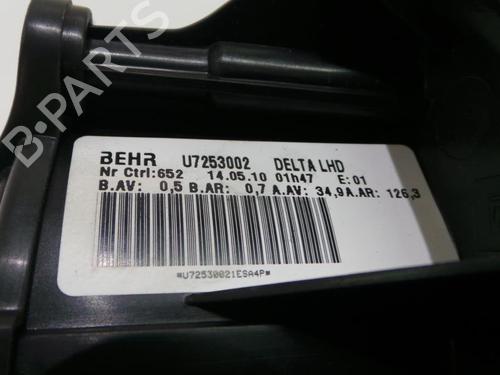 B-PARTS
BEHR U7253002 DELTA LHD
Nr Ctrl:652 14.05.10 01h47 E:01
B.AV: 0,5 B.AR: 0,7 A.AV: 34,9 A.AR: 126,3
*U72530021ESA4P*